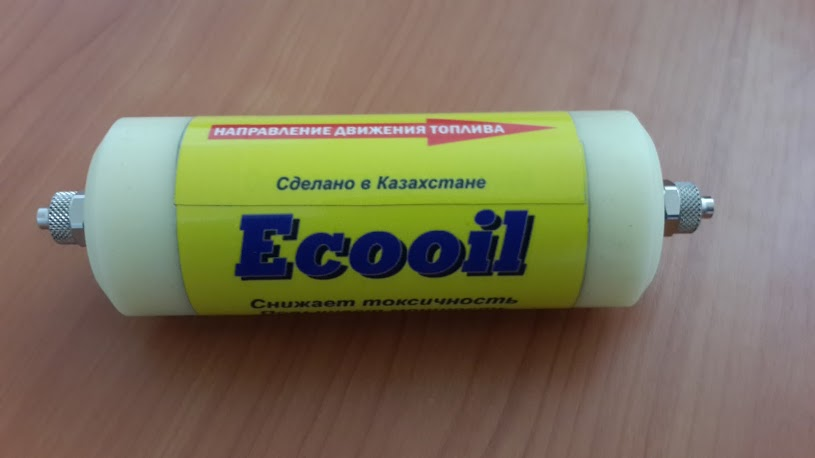 НАПРАВЛЕНИЕ ДВИЖЕНИЯ ТОПЛИВА
Сделано в Казахстане
Ecooil
Снижает токсичность